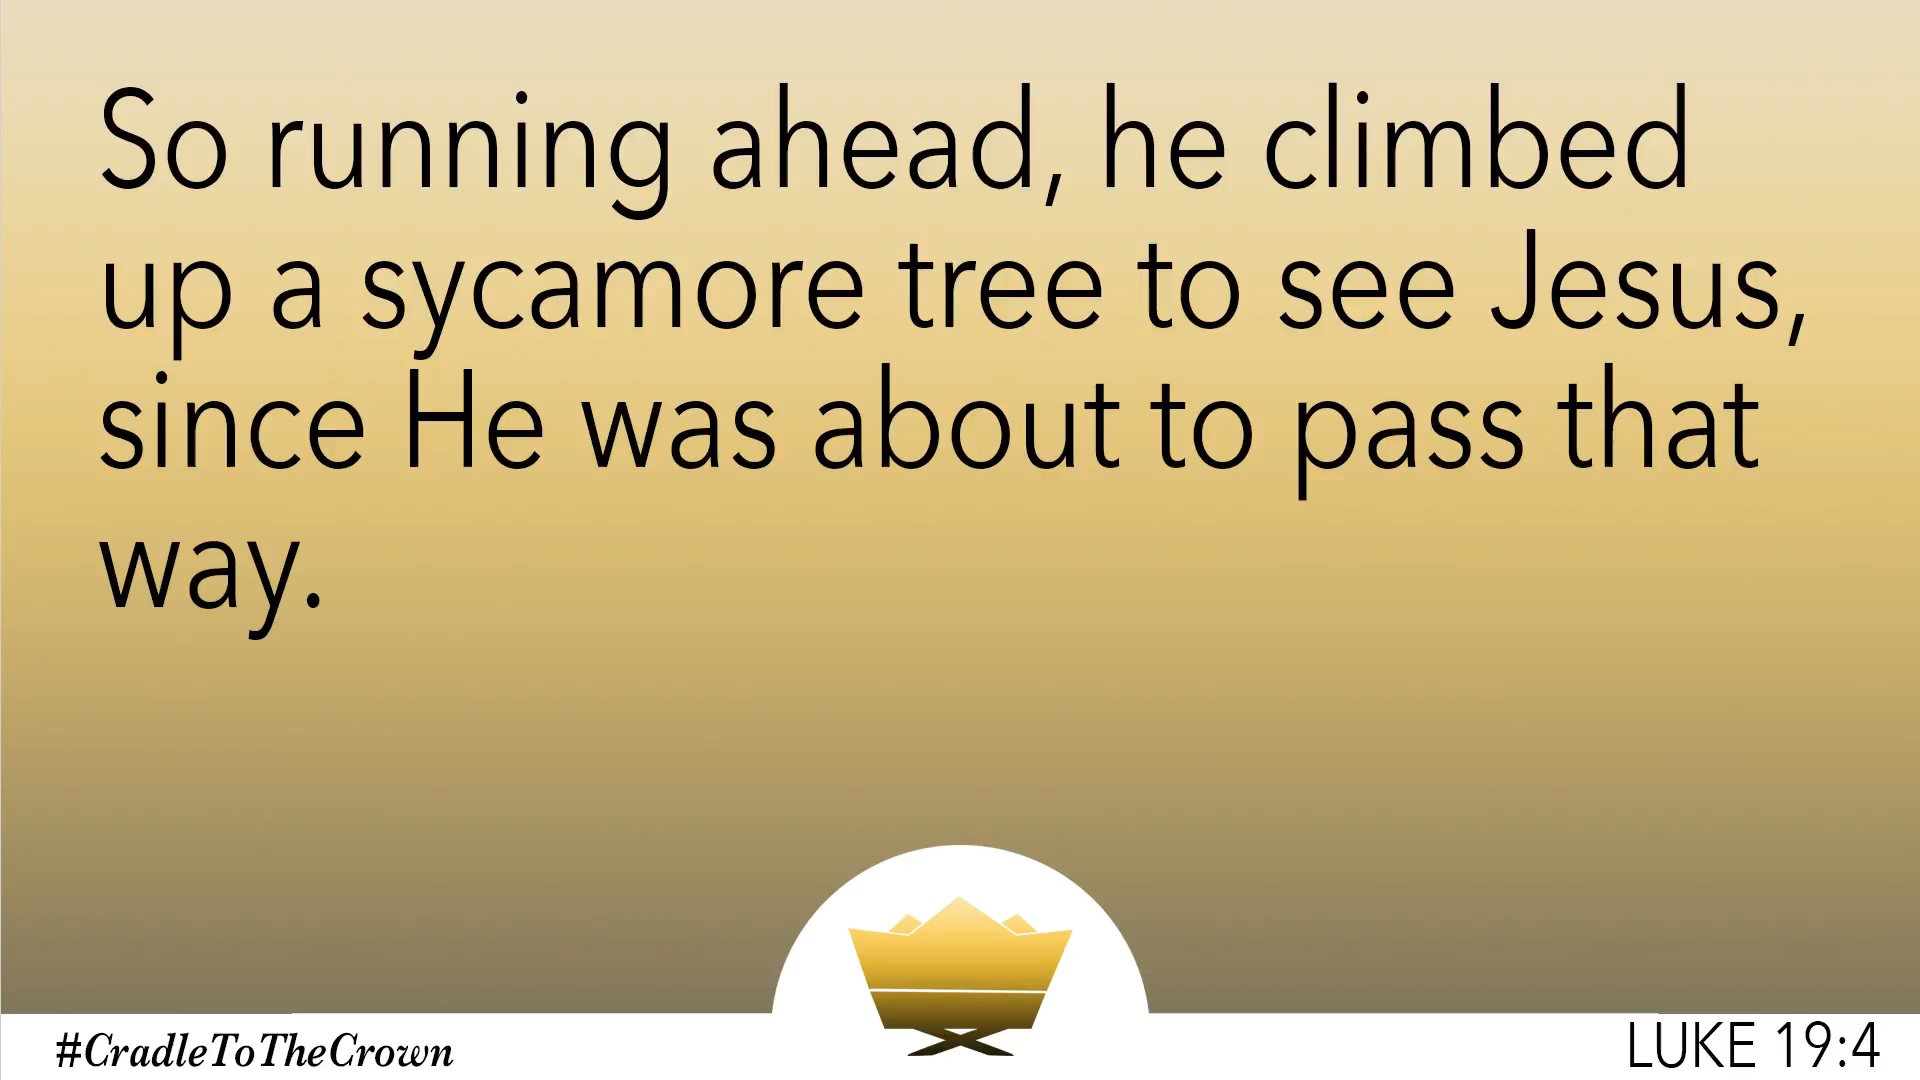 So running ahead, he climbed
up a sycamore tree to see Jesus,
since He was about to pass that
way.
#CradleToTheCrown
LUKE 19:4